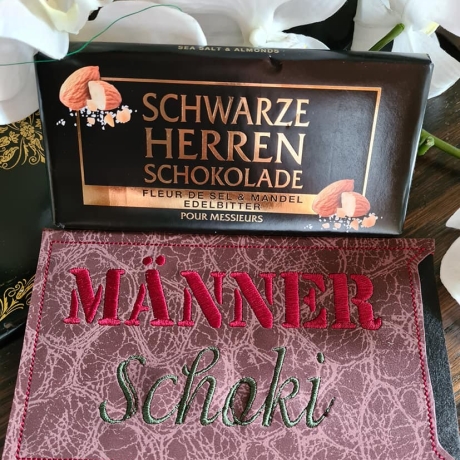 SEA SALT & ALMONDS
SCHWARZE
HERREN
SCHOKOLADE
FLEUR DE SEL & MANDEL
EDELBITTER
POUR MESSIEURS
MÄNNER
Schoki